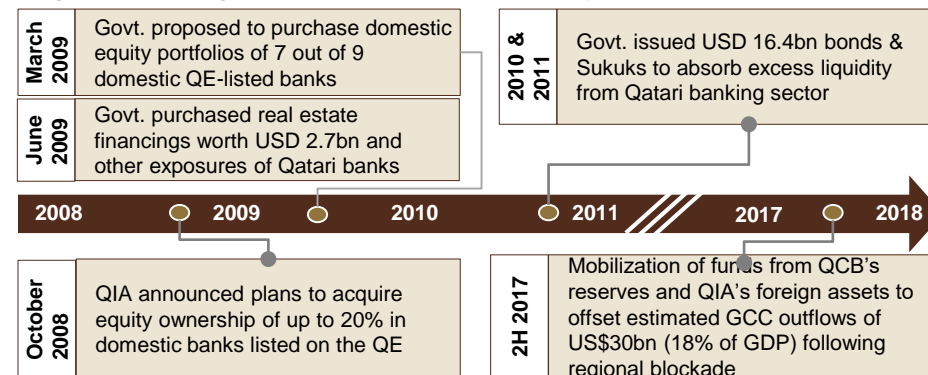 March
2009
Govt. proposed to purchase domestic
equity portfolios of 7 out of 9
domestic QE-listed banks
June
2009
Govt. purchased real estate
financings worth USD 2.7bn and
other exposures of Qatari banks
2010 &
2011
Govt. issued USD 16.4bn bonds &
Sukuks to absorb excess liquidity
from Qatari banking sector
2008
2009
2010
2011
2017
2018
October
2008
QIA announced plans to acquire
equity ownership of up to 20% in
domestic banks listed on the QE
2H 2017
Mobilization of funds from QCB's
reserves and QIA's foreign assets to
offset estimated GCC outflows of
US$30bn (18% of GDP) following
regional blockade